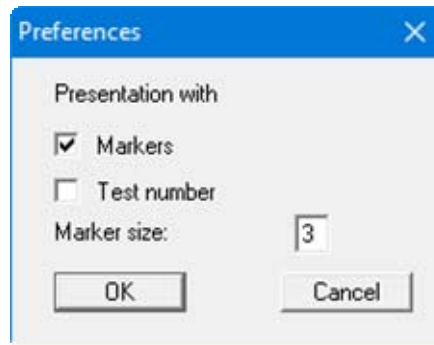 Preferences
Presentation with
Markers
Test number
Marker size: 3
OK Cancel